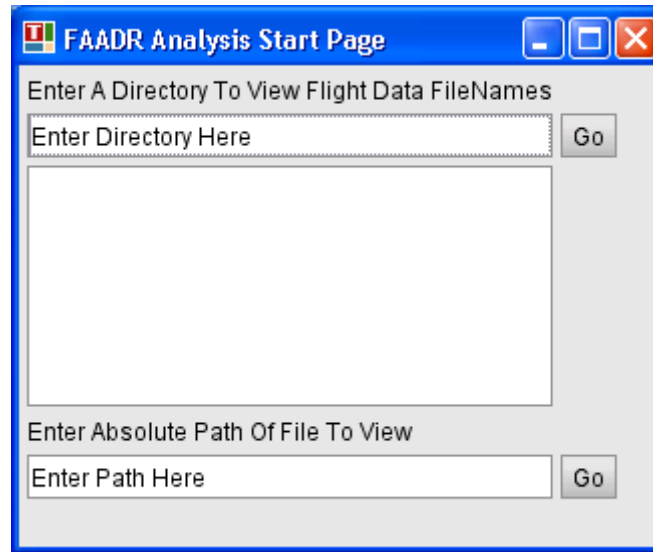 FAADR Analysis Start Page
Enter A Directory To View Flight Data FileNames
Enter Directory Here
Go
Enter Absolute Path Of File To View
Enter Path Here
Go